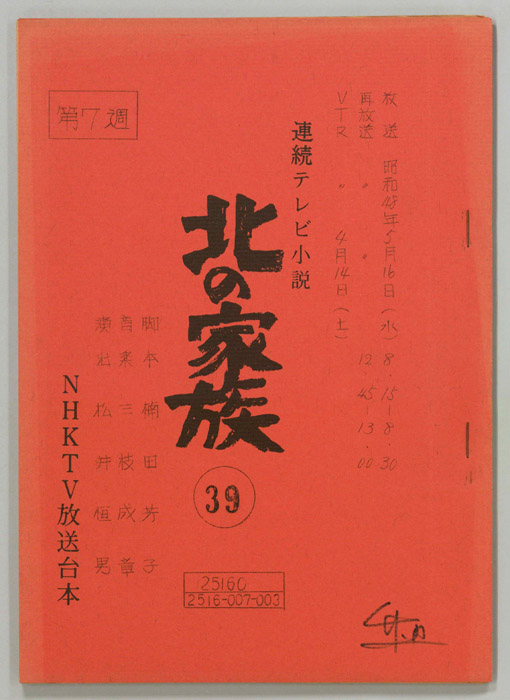 放送 昭和48年5月16日(水) 8.15-8.30
再放送 〃 〃 12.45-13.00
VTR 〃 4月14日(土)
連続テレビ小説
北の家族
39
第7週
脚本 楠田芳子
音楽 三枝成章
演出 松井恒男
NHKTV放送台本
25160
2516-007-003